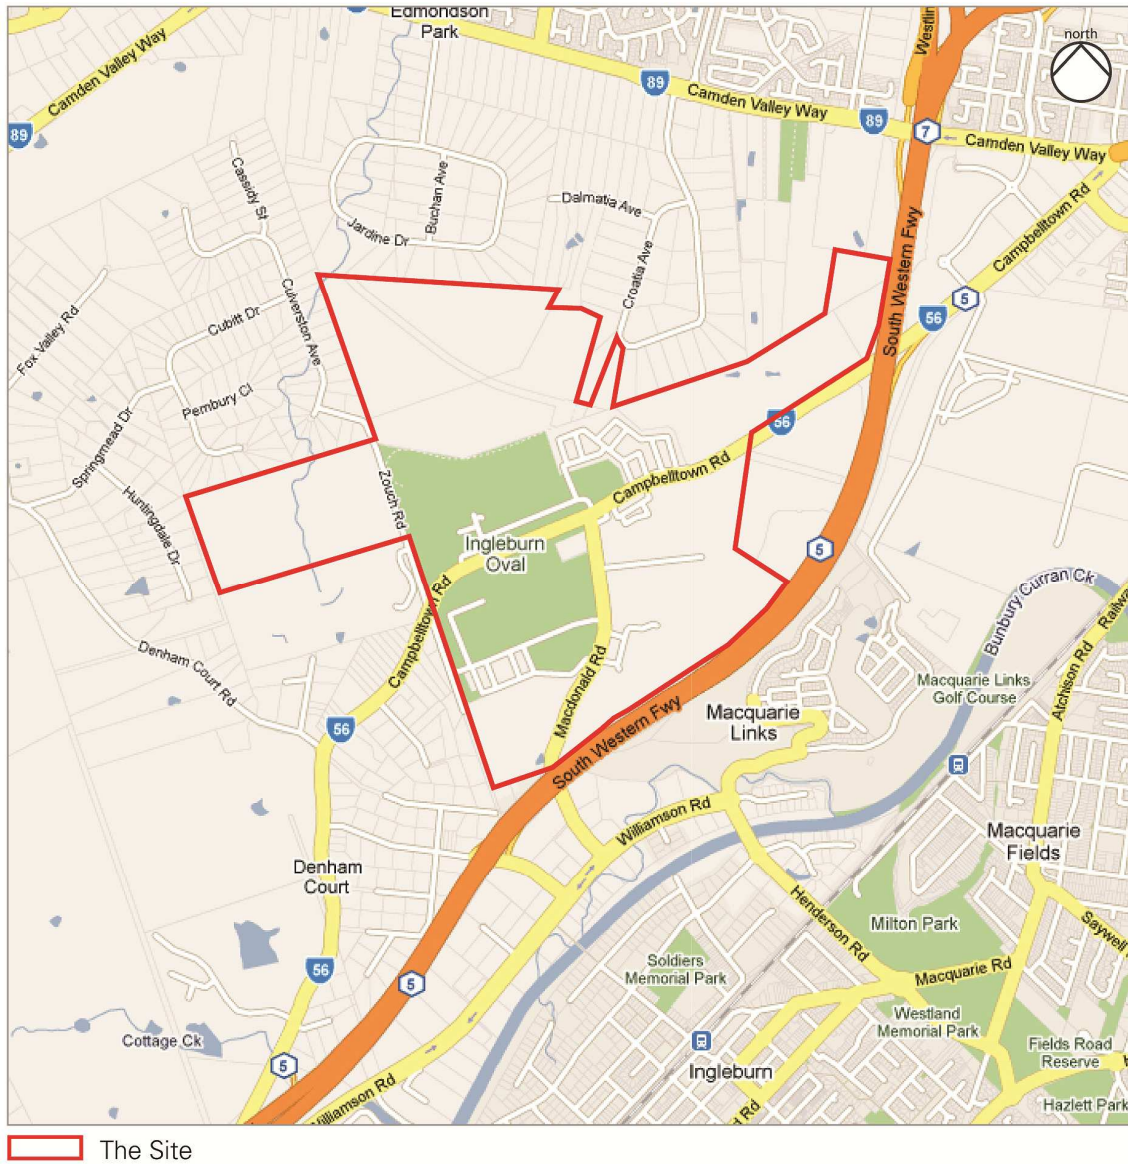 Edmondson
Park
north
Westlin
Camden Valley Way
89
Camden Valley Way
89
7
Camden Valley Way
89
Cassidy St
Buchan Ave
Dalmatia Ave
Jardine Dr
Croatia Ave
South Western Fwy
Campbelltown Rd
5
56
Fox Valley Rd
Cubitt Dr
Culverston Ave
Pembury Cl
56
Springmead Dr
Huntingdale Dr
Zouch Rd
Campbelltown Rd
Ingleburn
Oval
5
Bunbury Curran Ck
Railwa
Campbelltown Rd
Denham Court Rd
Macdonald Rd
Atchison Rd
Macquarie Links
Golf Course
56
South Western Fwy
Macquarie
Links
Williamson Rd
Macquarie
Fields
Denham
Court
Henderson Rd
Milton Park
Saywell
56
5
Soldiers
Memorial Park
Macquarie Rd
Westland
Memorial Park
Cottage Ck
5
Fields Road
Reserve
Ingleburn
Williamson Rd
d Rd
Hazlett Park
The Site